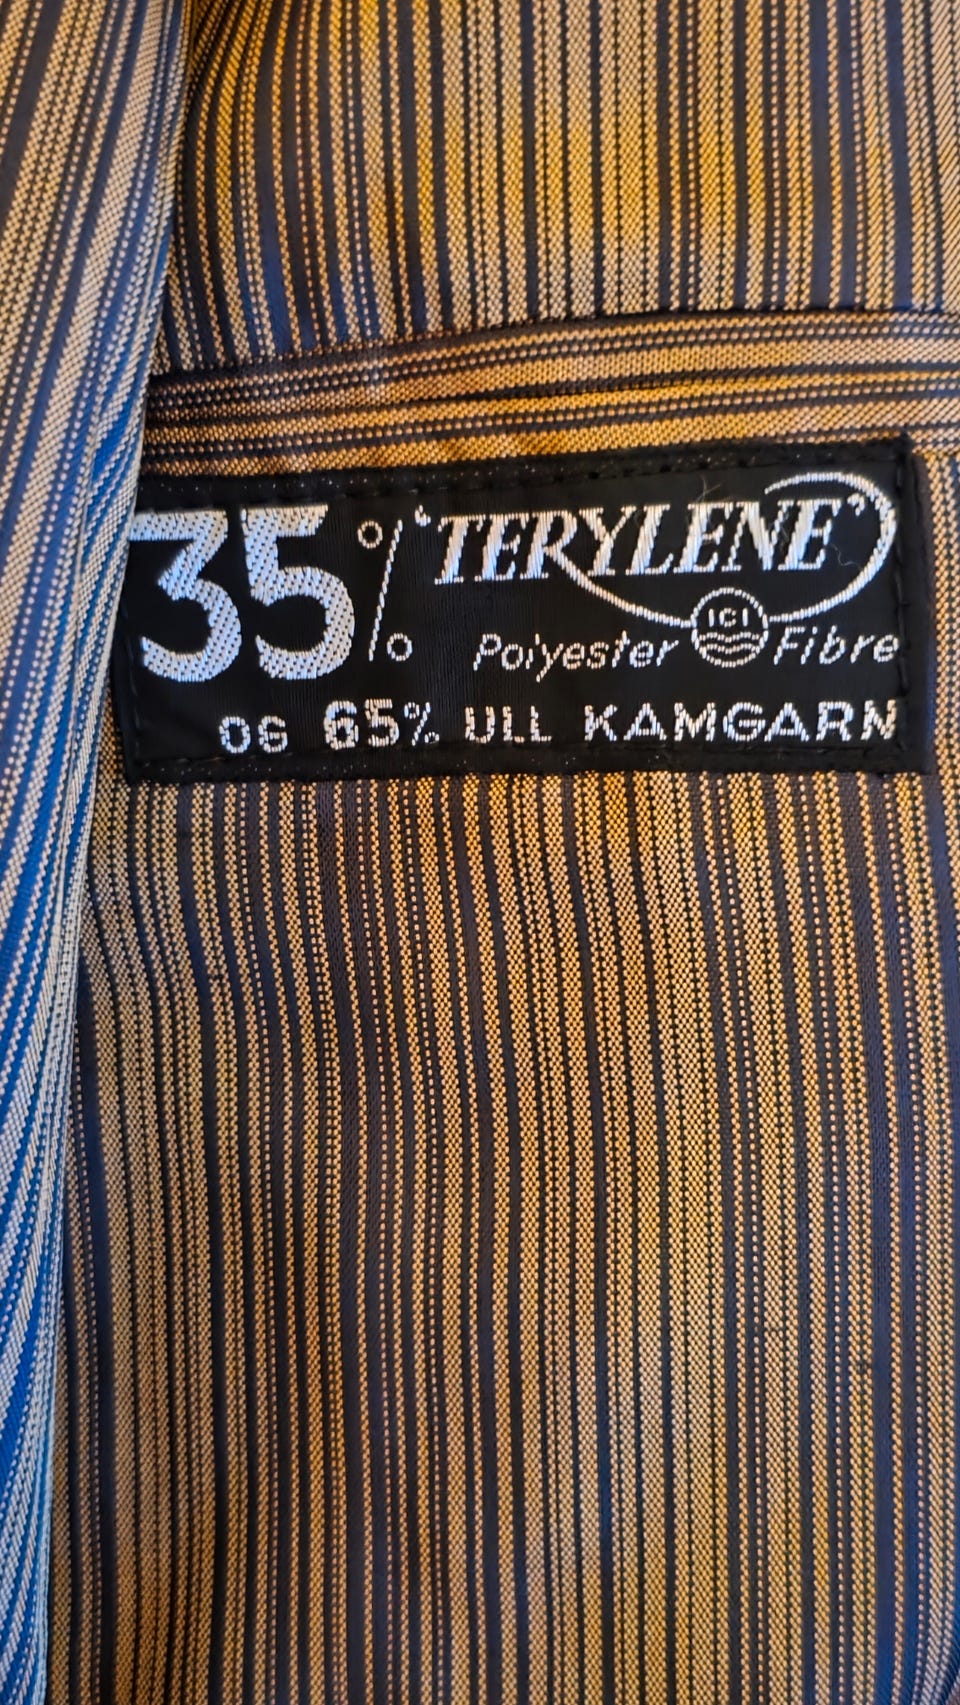 35% 'TERYLENE'
ICI
Polyester Fibre
OG 65% ULL KAMGARN